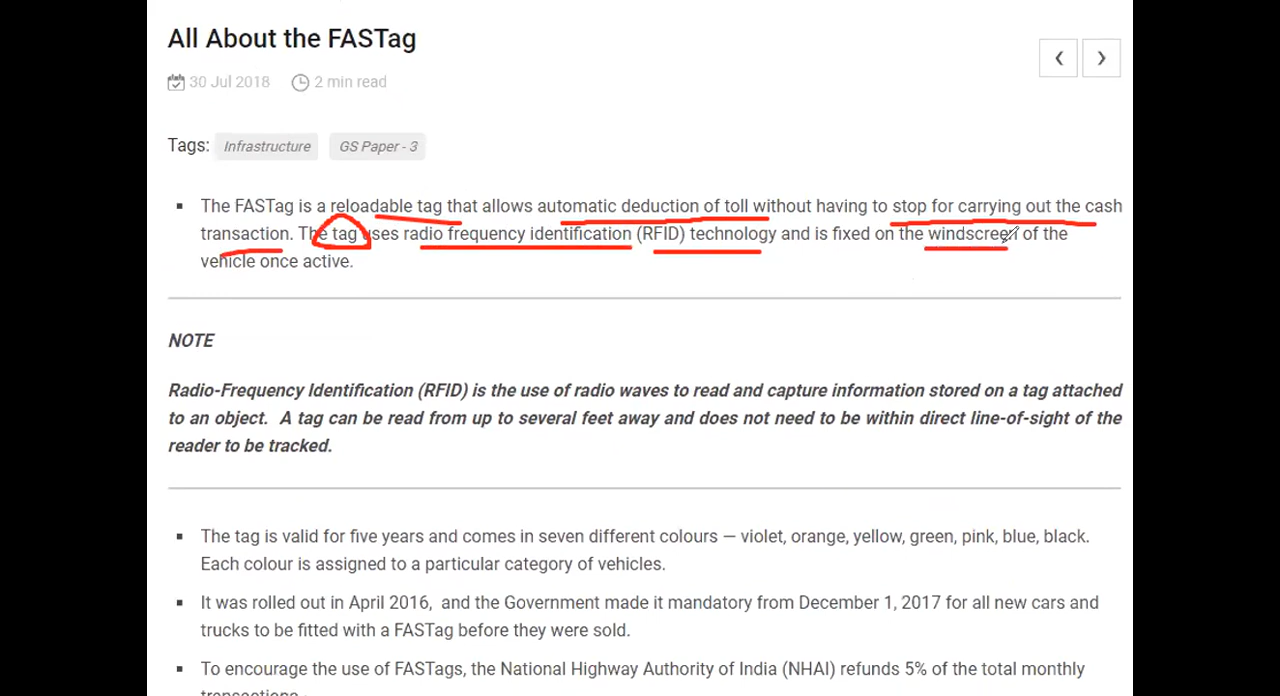 All About the FASTag
30 Jul 2018 2 min read
Tags: Infrastructure GS Paper - 3
The FASTag is a reloadable tag that allows automatic deduction of toll without having to stop for carrying out the cash
transaction. The tag uses radio frequency identification (RFID) technology and is fixed on the windscreen of the
vehicle once active.
NOTE
Radio-Frequency Identification (RFID) is the use of radio waves to read and capture information stored on a tag attached
to an object. A tag can be read from up to several feet away and does not need to be within direct line-of-sight of the
reader to be tracked.
The tag is valid for five years and comes in seven different colours — violet, orange, yellow, green, pink, blue, black.
Each colour is assigned to a particular category of vehicles.
It was rolled out in April 2016, and the Government made it mandatory from December 1, 2017 for all new cars and
trucks to be fitted with a FASTag before they were sold.
To encourage the use of FASTags, the National Highway Authority of India (NHAI) refunds 5% of the total monthly
transactions.